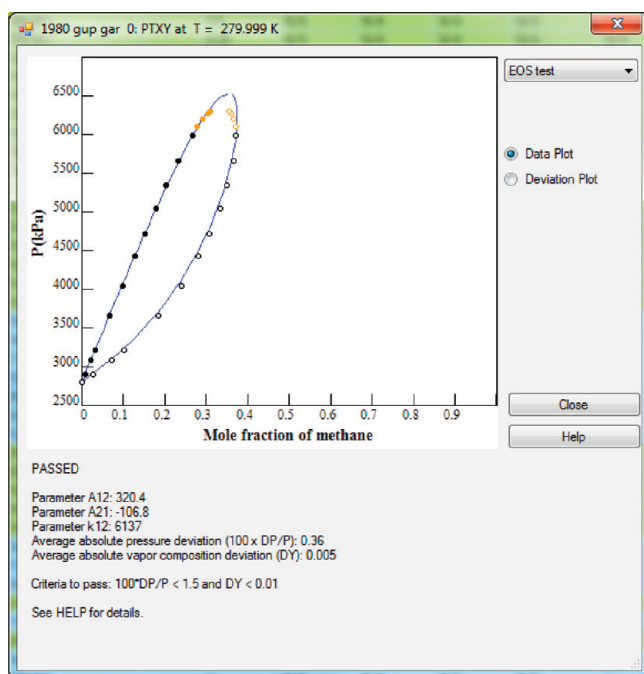 1980 gup gar 0: PTXY at T = 279.999 K
x
EOS test
Data Plot
Deviation Plot
P(kPa)
6500
6000
5500
5000
4500
4000
3500
3000
2500
0 0.1 0.2 0.3 0.4 0.5 0.6 0.7 0.8 0.9
Mole fraction of methane
Close
Help
PASSED
Parameter A12: 320.4
Parameter A21: -106.8
Parameter k12: 6137
Average absolute pressure deviation (100 x DP/P): 0.36
Average absolute vapor composition deviation (DY): 0.005
Criteria to pass: 100*DP/P < 1.5 and DY < 0.01
See HELP for details.